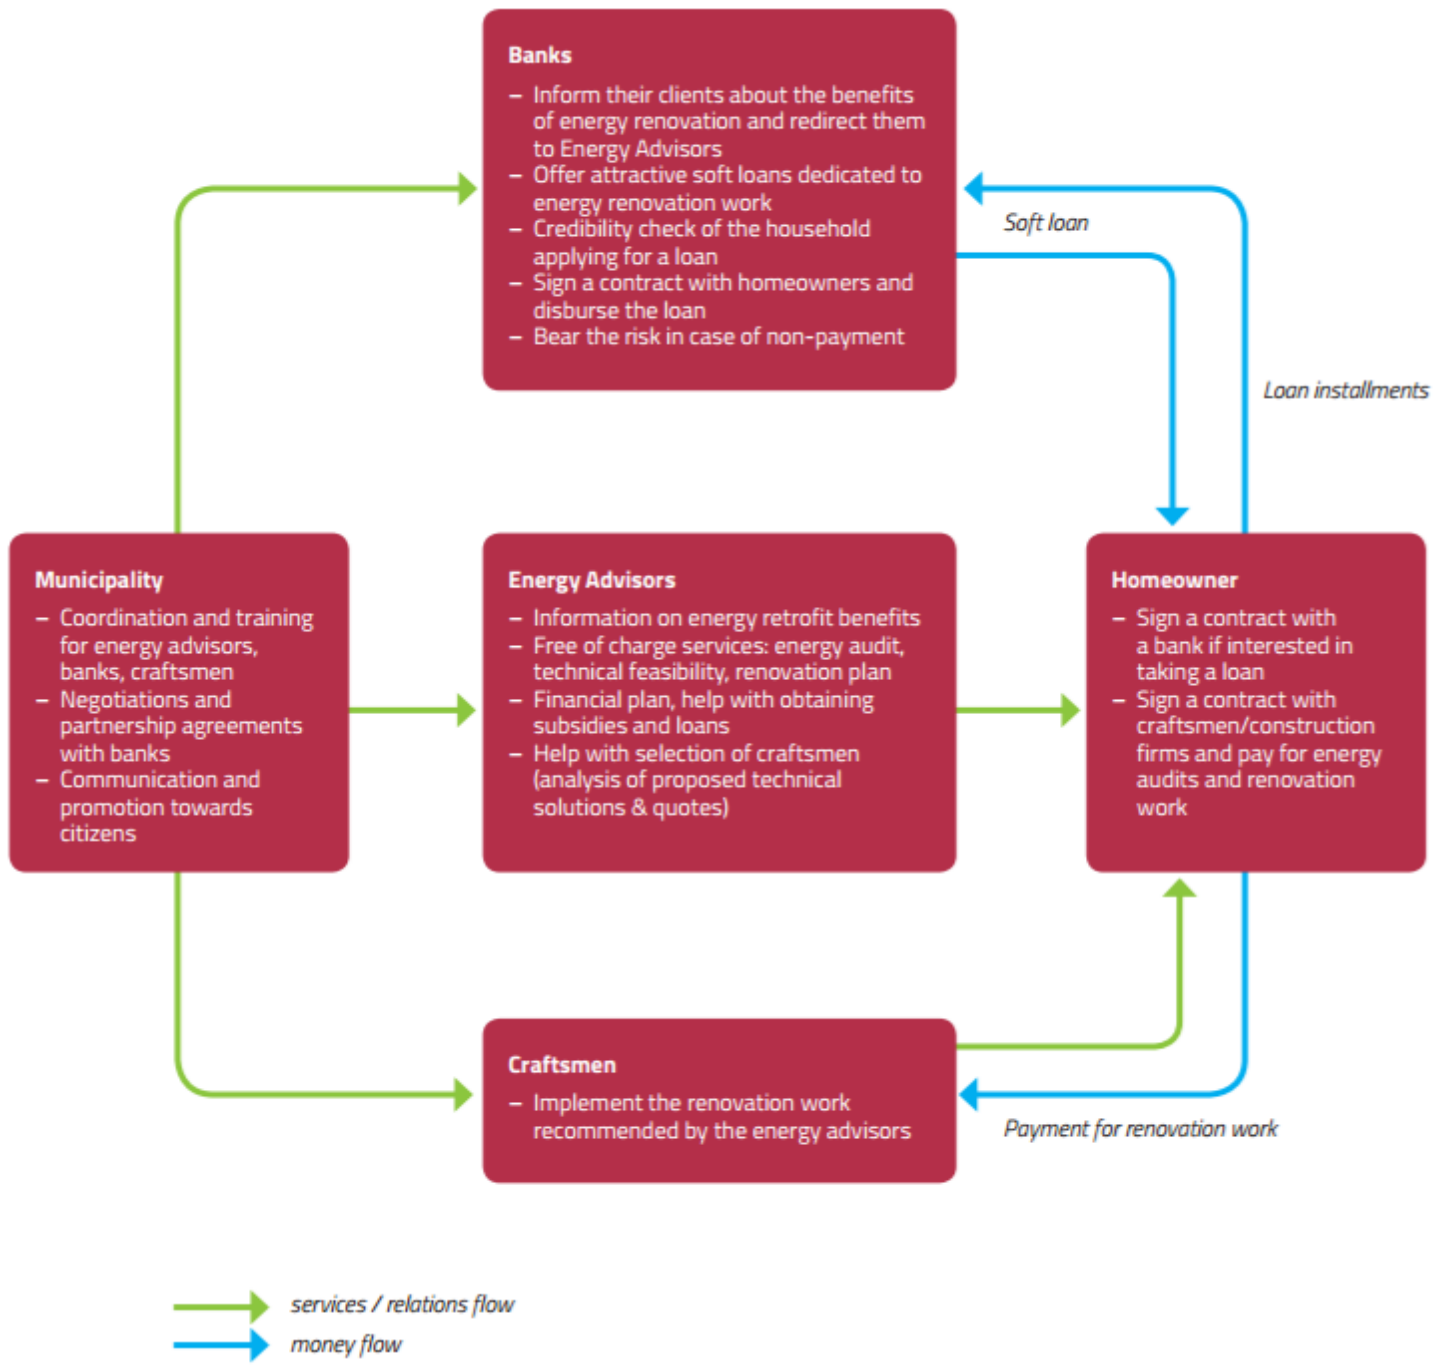 Banks
– Inform their clients about the benefits
of energy renovation and redirect them
to Energy Advisors
– Offer attractive soft loans dedicated to
energy renovation work
– Credibility check of the household
applying for a loan
– Sign a contract with homeowners and
disburse the loan
– Bear the risk in case of non-payment
Soft loan
Loan installments
Municipality
– Coordination and training
for energy advisors,
banks, craftsmen
– Negotiations and
partnership agreements
with banks
– Communication and
promotion towards
citizens
Energy Advisors
– Information on energy retrofit benefits
– Free of charge services: energy audit,
technical feasibility, renovation plan
– Financial plan, help with obtaining
subsidies and loans
– Help with selection of craftsmen
(analysis of proposed technical
solutions & quotes)
Homeowner
– Sign a contract with
a bank if interested in
taking a loan
– Sign a contract with
craftsmen/construction
firms and pay for energy
audits and renovation
work
Craftsmen
– Implement the renovation work
recommended by the energy advisors
Payment for renovation work
services / relations flow
money flow